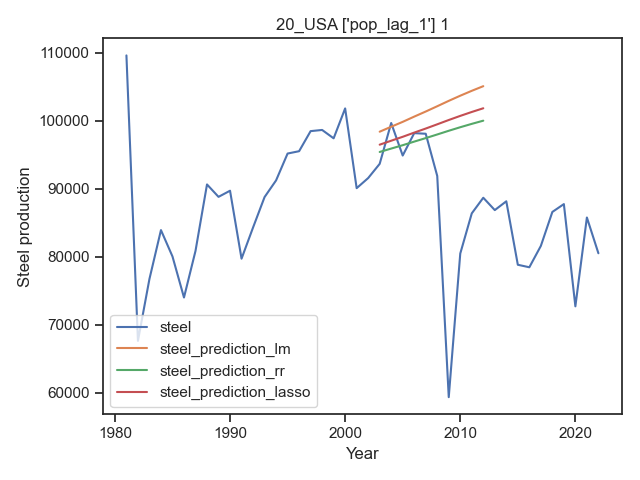 20_USA ['pop_lag_1'] 1
110000
100000
90000
80000
70000
60000
Steel production
steel
steel_prediction_lm
steel_prediction_rr
steel_prediction_lasso
1980
1990
2000
2010
2020
Year